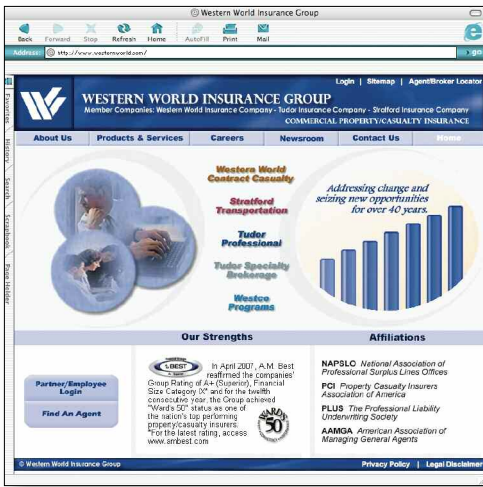 Western World Insurance Group
Back Forward Stop Refresh Home AutoFill Print Mail
Address: http://www.westernworld.com/ go
Favorites
History
Search
Scrapbook
Page Holder
Login | Sitemap | Agent/Broker Locator
WESTERN WORLD INSURANCE GROUP
Member Companies: Western World Insurance Company - Tudor Insurance Company - Stratford Insurance Company
COMMERCIAL PROPERTY/CASUALTY INSURANCE
About Us Products & Services Careers Newsroom Contact Us Home
Western World
Contract Casualty
Stratford
Transportation
Tudor
Professional
Tudor Specialty
Brokerage
Westco
Programs
Addressing change and
seizing new opportunities
for over 40 years.
Our Strengths
Affiliations
Partner/Employee
Login
Find An Agent
BEST
In April 2007, A.M. Best
reaffirmed the company's
Group Rating of A+ (Superior), Financial
Size Category IX* and for the twelfth
consecutive year, the Group achieved
"Ward's 50" status as one of
the nation's top performing
property/casualty insurers.
*For the latest rating, access
www.ambest.com
WARD'S
50
NAPSLO National Association of
Professional Surplus Lines Offices
PCI Property Casualty Insurers
Association of America
PLUS The Professional Liability
Underwriting Society
AAMGA American Association of
Managing General Agents
© Western World Insurance Group
Privacy Policy | Legal Disclaimer